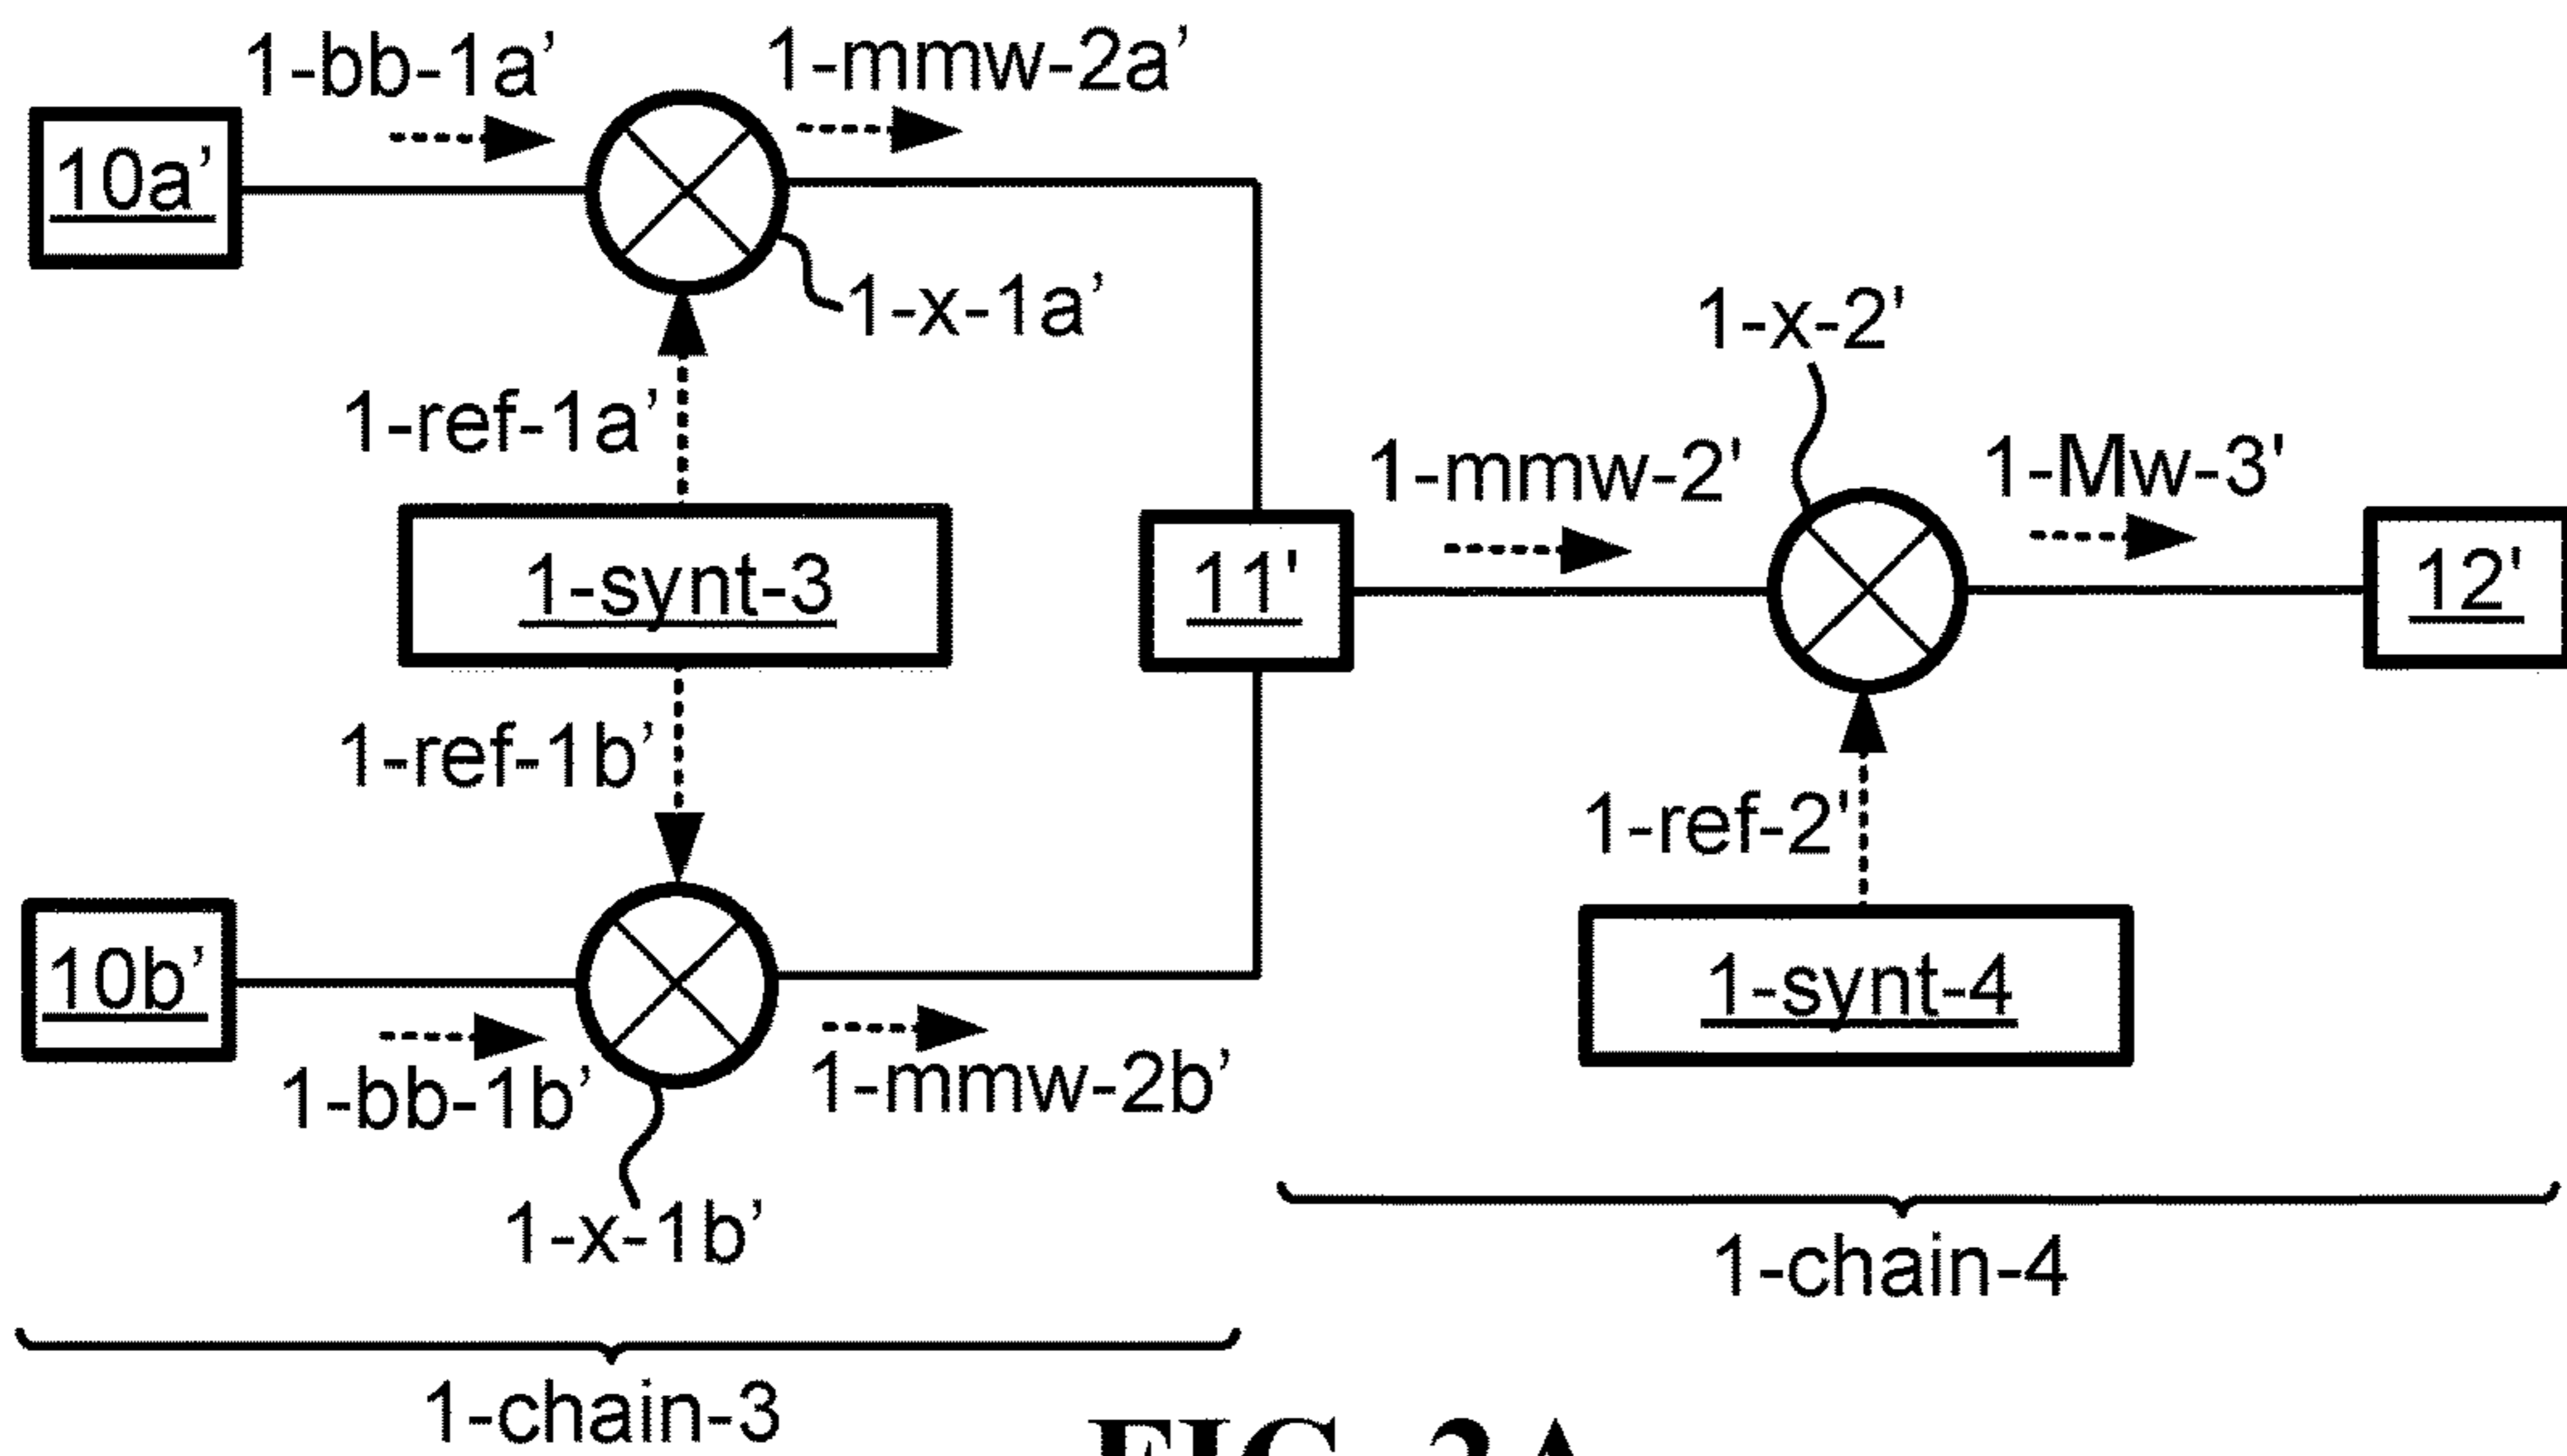 1-bb-1a’
1-mmw-2a’
10a’
1-x-1a’
1-ref-1a’
1-x-2'
1-synt-3
11'
1-mmw-2'
1-Mw-3'
12'
1-ref-1b’
1-ref-2'
10b’
1-synt-4
1-bb-1b’
1-mmw-2b’
1-x-1b’
1-chain-4
1-chain-3